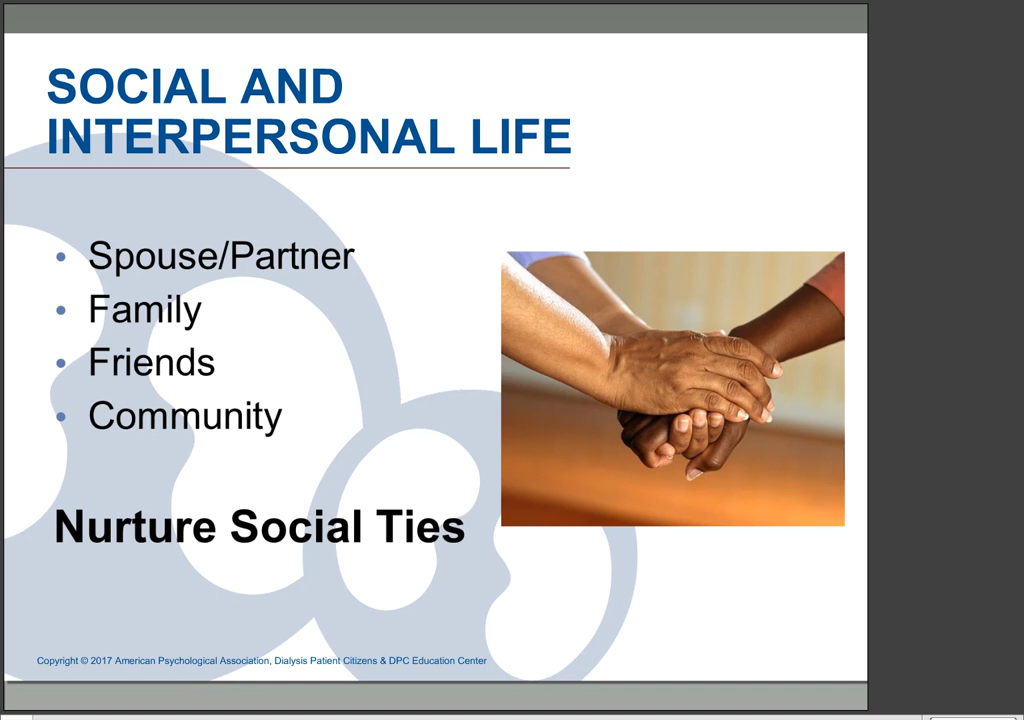 SOCIAL AND
INTERPERSONAL LIFE
• Spouse/Partner
• Family
• Friends
• Community
Nurture Social Ties
Copyright © 2017 American Psychological Association, Dialysis Patient Citizens & DPC Education Center